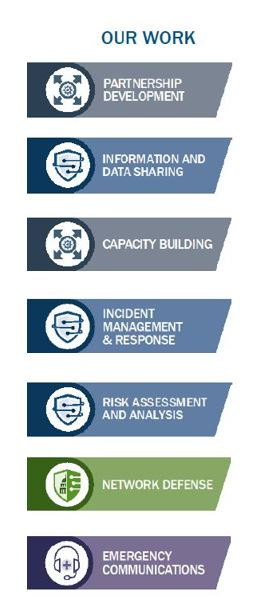 OUR WORK
PARTNERSHIP
DEVELOPMENT
INFORMATION AND
DATA SHARING
CAPACITY BUILDING
INCIDENT
MANAGEMENT
& RESPONSE
RISK ASSESSMENT
AND ANALYSIS
NETWORK DEFENSE
EMERGENCY
COMMUNICATIONS